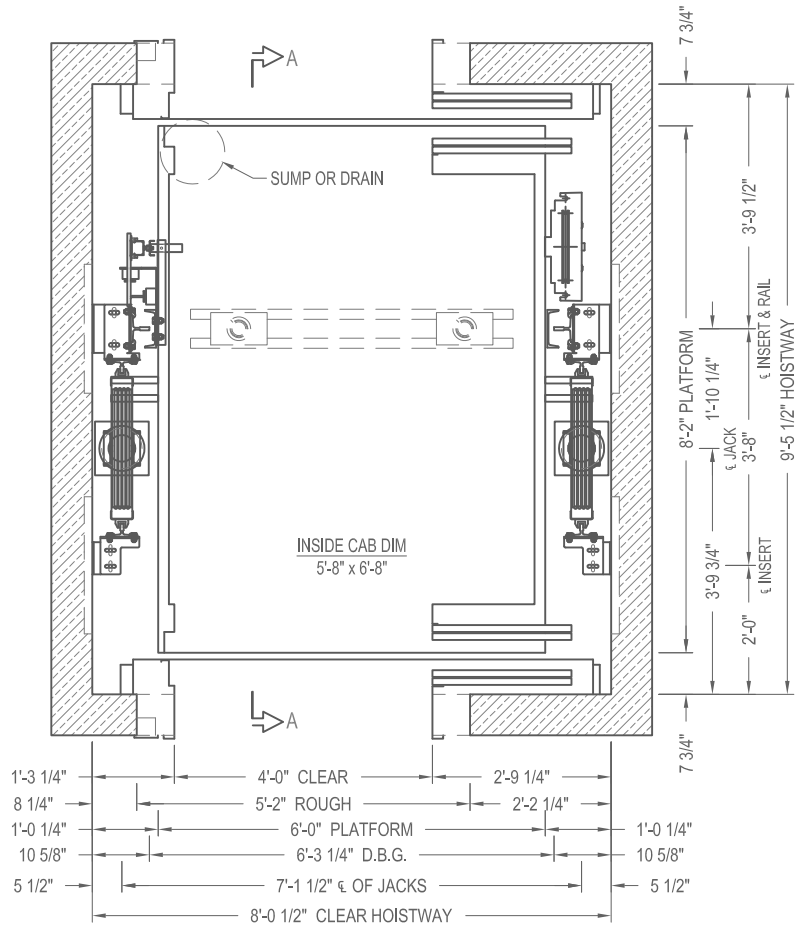 7 3/4"
A
SUMP OR DRAIN
3'-9 1/2"
℄ INSERT & RAIL
8'-2" PLATFORM
1'-10 1/4"
℄ JACK
3'-8"
9'-5 1/2" HOISTWAY
INSIDE CAB DIM
5'-8" x 6'-8"
3'-9 3/4"
℄ INSERT
2'-0"
A
7 3/4"
1'-3 1/4" 4'-0" CLEAR 2'-9 1/4"
8 1/4" 5'-2" ROUGH 2'-2 1/4"
1'-0 1/4" 6'-0" PLATFORM 1'-0 1/4"
10 5/8" 6'-3 1/4" D.B.G. 10 5/8"
5 1/2" 7'-1 1/2" ℄ OF JACKS 5 1/2"
8'-0 1/2" CLEAR HOISTWAY